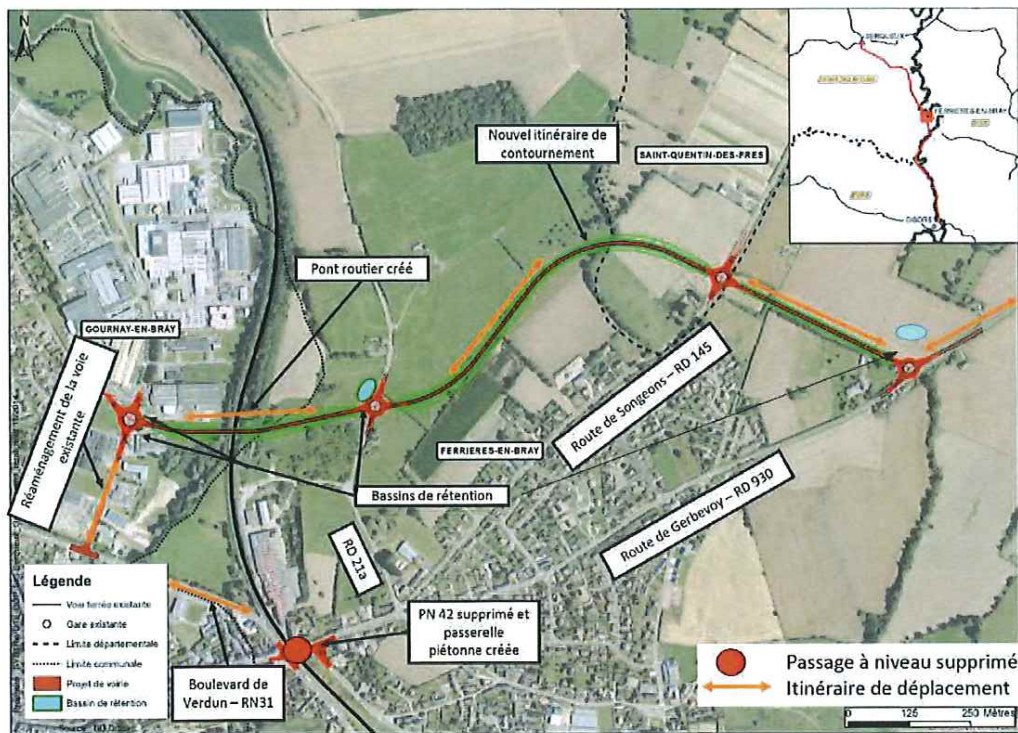 N
Nouvel itinéraire de
contournement
SAINT-QUENTIN-DES-PRES
SERQUEUX
FERRIERES-EN-BRAY
GISORS
Pont routier créé
GOURNAY-EN-BRAY
Réaménagement de la voie
existante
FERRIERES-EN-BRAY
Route de Songeons – RD 145
Bassins de rétention
Route de Gerbevoy – RD 930
RD 21a
PN 42 supprimé et
passerelle
piétonne créée
Boulevard de
Verdun – RN31
Légende
Voie ferrée existante
Gare existante
Limite départementale
Limite communale
Projet de voirie
Bassin de rétention
Passage à niveau supprimé
Itinéraire de déplacement
0 125 250 Mètres